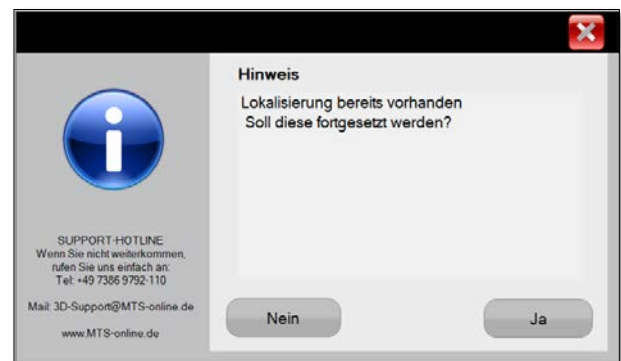 Hinweis
Lokalisierung bereits vorhanden
Soll diese fortgesetzt werden?
SUPPORT-HOTLINE
Wenn Sie nicht weiterkommen,
rufen Sie uns einfach an:
Tel: +49 7386 9792-110
Mail: 3D-Support@MTS-online.de
www.MTS-online.de
Nein
Ja